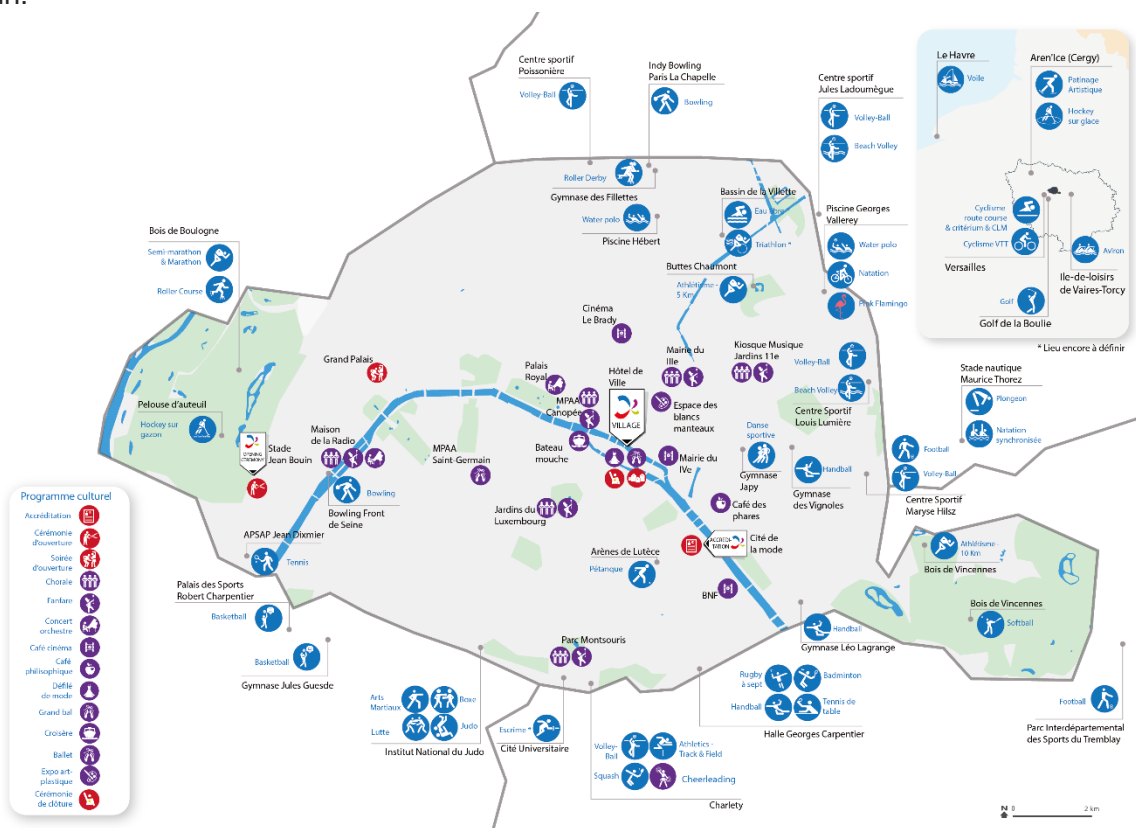 Centre sportif
Poissonière
Volley-Ball
Indy Bowling
Paris La Chapelle
Bowling
Centre sportif
Jules Ladoumègue
Volley-Ball
Beach Volley
Le Havre
Voile
Aren'Ice (Cergy)
Patinage
Artistique
Hockey
sur glace
Cyclisme
route course
& critérium & CLM
Cyclisme VTT
Versailles
Aviron
Ile-de-loisirs
de Vaires-Torcy
Golf
Golf de la Boulie
* Lieu encore à définir
Roller Derby
Gymnase des Fillettes
Water polo
Piscine Hébert
Bassin de la Villette
Eau libre
Triathlon *
Piscine Georges
Vallerey
Water polo
Natation
Pink Flamingo
Bois de Boulogne
Semi-marathon
& Marathon
Roller Course
Buttes Chaumont
Athlétisme -
5 Km
Cinéma
Le Brady
Grand Palais
Palais
Royal
MPAA
Canopée
Hôtel de
Ville
VILLAGE
Mairie du
IIIe
Kiosque Musique
Jardins 11e
Volley-Ball
Beach Volley
Centre Sportif
Louis Lumière
Stade nautique
Maurice Thorez
Plongeon
Natation
synchronisée
Pelouse d'auteuil
Hockey sur
gazon
OPENING
CEREMONY
Stade
Jean Bouin
Maison
de la Radio
Bowling
Bowling Front
de Seine
MPAA
Saint-Germain
Bateau
mouche
Espace des
blancs
manteaux
Mairie du
IVe
Danse
sportive
Gymnase
Japy
Handball
Gymnase
des Vignoles
Football
Volley-Ball
Centre Sportif
Maryse Hilsz
Jardins du
Luxembourg
Café des
phares
ACCREDI-
TATION
Cité de
la mode
Arènes de Lutèce
Pétanque
BNF
APSAP Jean Dixmier
Tennis
Palais des Sports
Robert Charpentier
Basketball
Basketball
Gymnase Jules Guesde
Athlétisme -
10 Km
Bois de Vincennes
Bois de Vincennes
Softball
Handball
Gymnase Léo Lagrange
Parc Montsouris
Arts
Martiaux
Boxe
Lutte
Judo
Institut National du Judo
Escrime *
Cité Universitaire
Rugby
à sept
Badminton
Handball
Tennis de
table
Halle Georges Carpentier
Volley-
Ball
Athletics -
Track & Field
Squash
Cheerleading
Charlety
Football
Parc Interdépartemental
des Sports du Tremblay
Programme culturel
Accréditation
Cérémonie
d'ouverture
Soirée
d'ouverture
Chorale
Fanfare
Concert
orchestre
Café cinéma
Café
philisophique
Défilé
de mode
Grand bal
Croisère
Ballet
Expo art-
plastique
Cérémonie
de clôture
N 0 2 km